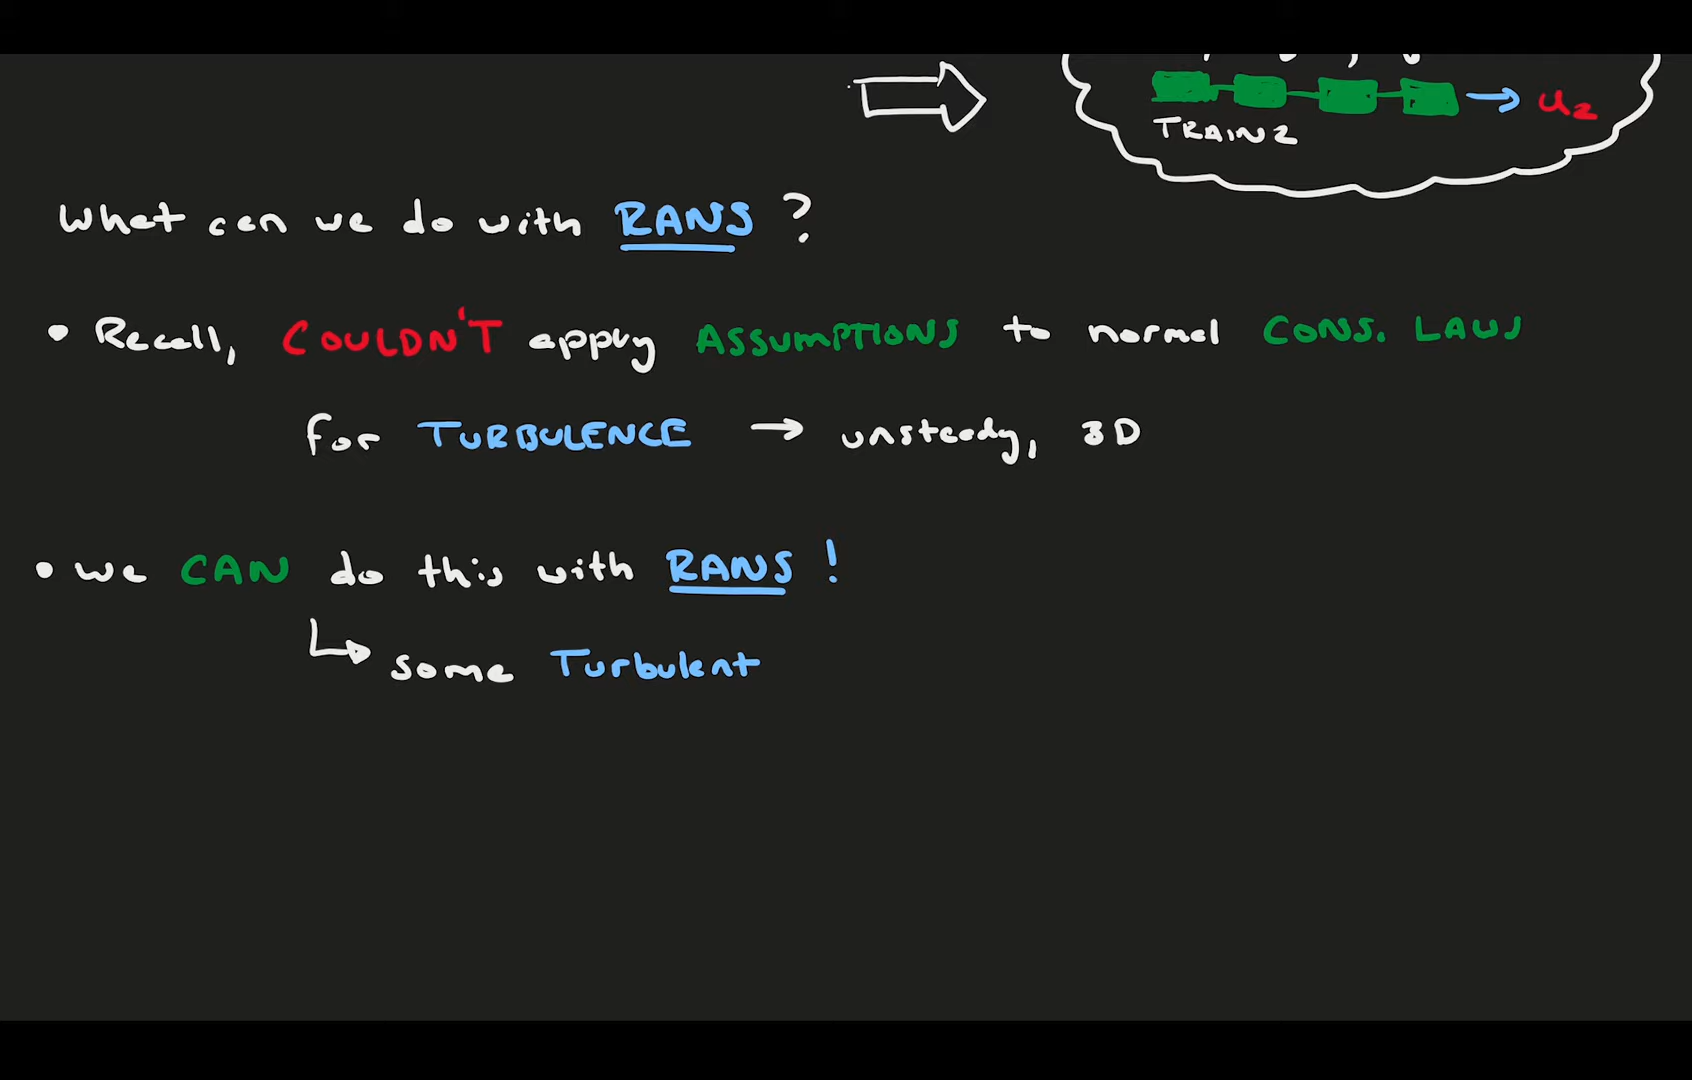 → u₂
TRAIN 2
What can we do with RANS ?
• Recall, COULDN'T apply ASSUMPTIONS to normal CONS. LAWS
for TURBULENCE → unsteady, 3D
• we CAN do this with RANS !
↳ some Turbulent